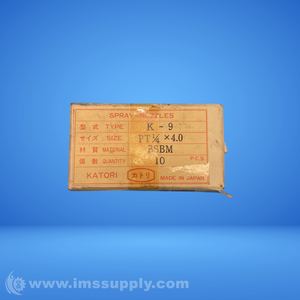 SPRAY NOZZLES
型式 TYPE K-9
サイズ SIZE PT¼×4.0
材質 MATERIAL BSBM
個数 QUANTITY 10 PCS
KATORI カトリ MADE IN JAPAN
www.imssupply.com